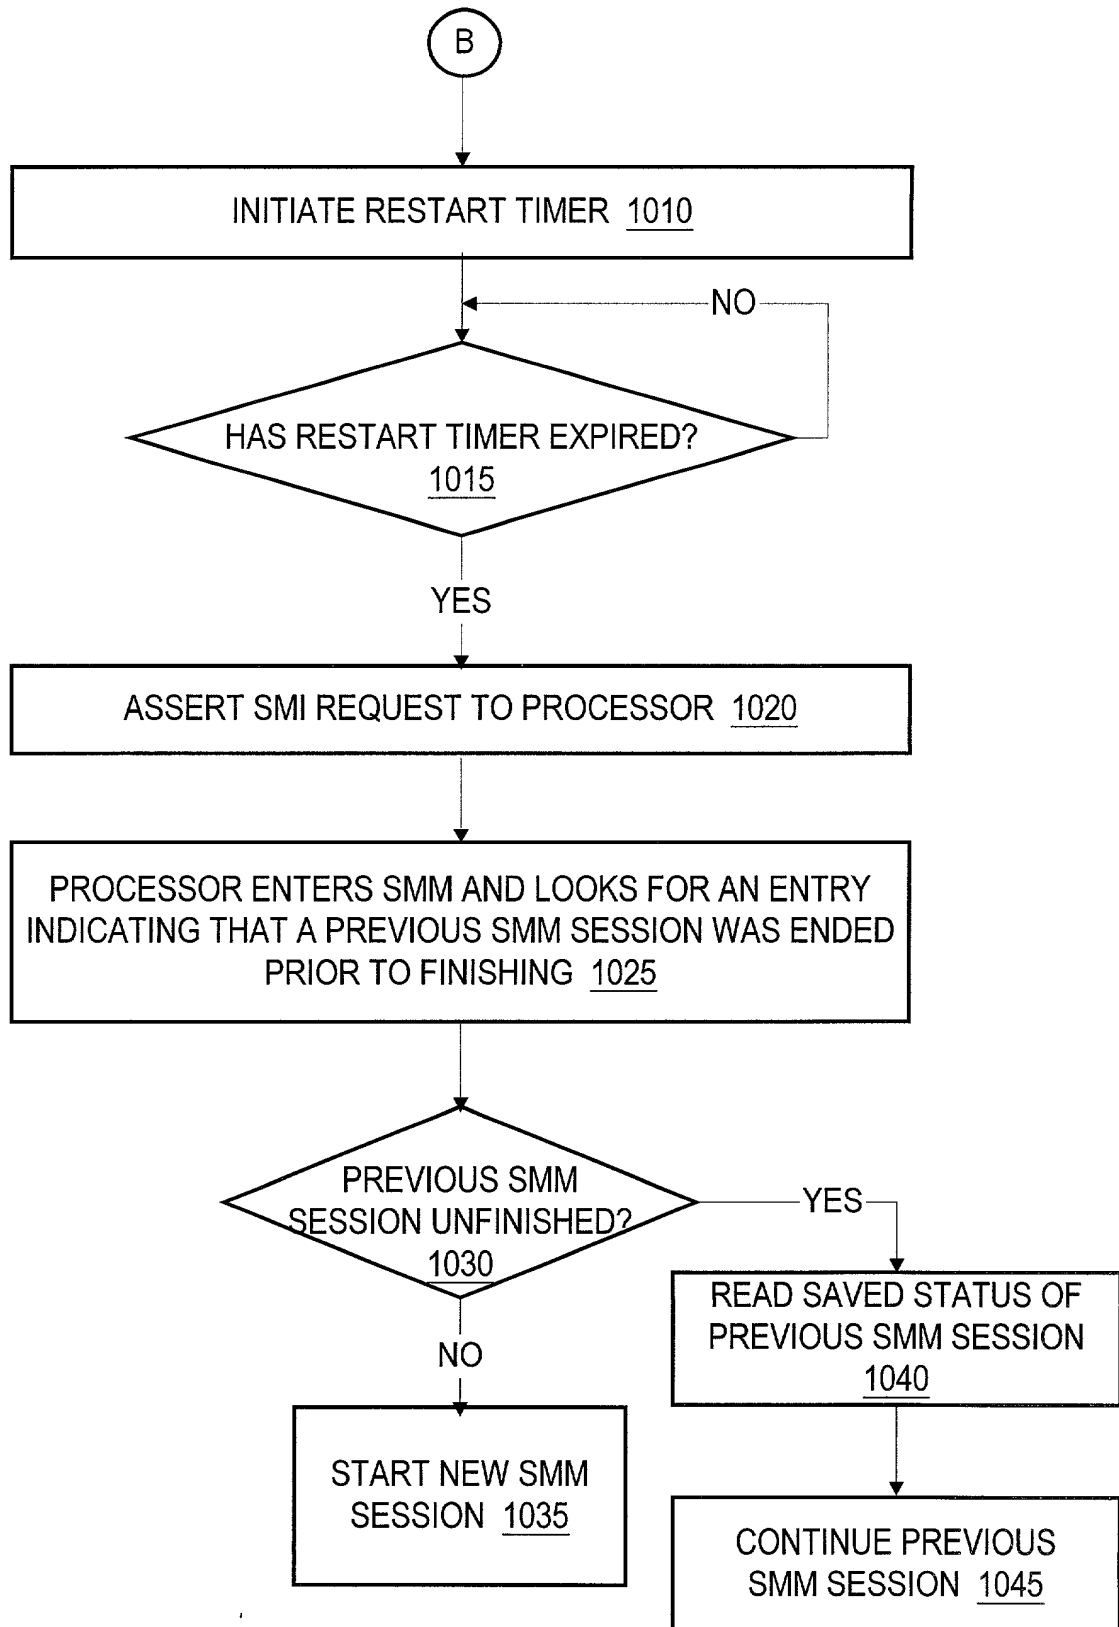 B
INITIATE RESTART TIMER 1010
NO
HAS RESTART TIMER EXPIRED?
1015
YES
ASSERT SMI REQUEST TO PROCESSOR 1020
PROCESSOR ENTERS SMM AND LOOKS FOR AN ENTRY
INDICATING THAT A PREVIOUS SMM SESSION WAS ENDED
PRIOR TO FINISHING 1025
PREVIOUS SMM
SESSION UNFINISHED?
1030
YES
NO
READ SAVED STATUS OF
PREVIOUS SMM SESSION
1040
START NEW SMM
SESSION 1035
CONTINUE PREVIOUS
SMM SESSION 1045